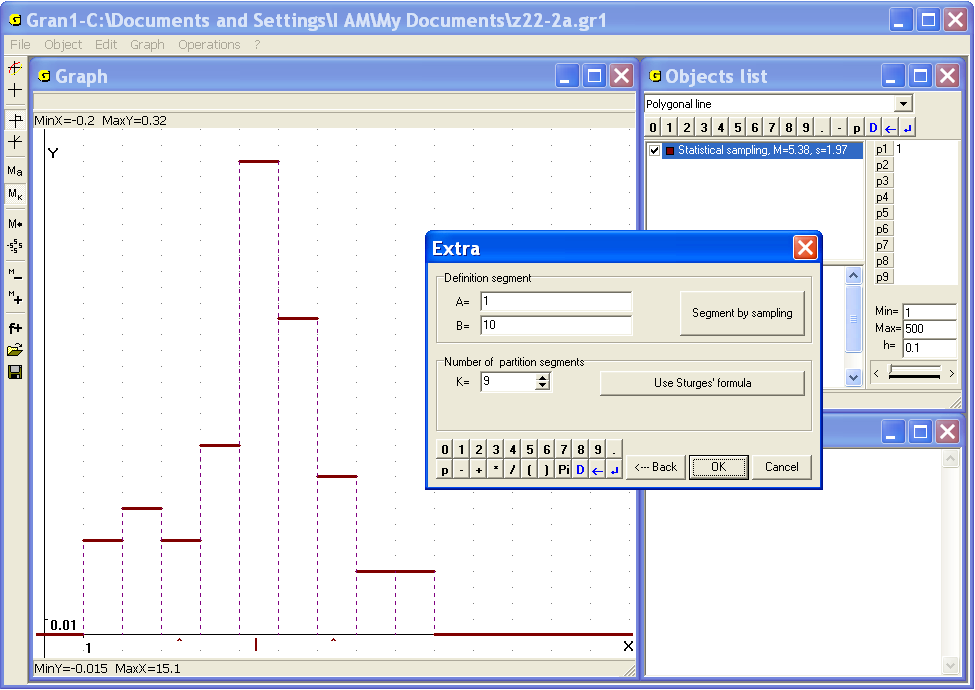 Gran1-C:\Documents and Settings\I AM\My Documents\z22-2a.gr1
File Object Edit Graph Operations ?
Graph
MinX=-0.2 MaxY=0.32
Y
0.01
1
X
MinY=-0.015 MaxX=15.1
Ma
Mк
M
-s s s
M
M
f+
Objects list
Polygonal line
0 1 2 3 4 5 6 7 8 9 . - p D ← ↵
Statistical sampling, M=5.38, s=1.97
p1 1
p2
p3
p4
p5
p6
p7
p8
p9
Min= 1
Max= 500
h= 0.1
Extra
Definition segment
A= 1
B= 10
Segment by sampling
Number of partition segments
K= 9
Use Sturges' formula
0 1 2 3 4 5 6 7 8 9 .
p - + * / ( ) Pi D ← ↵
<--- Back
OK
Cancel